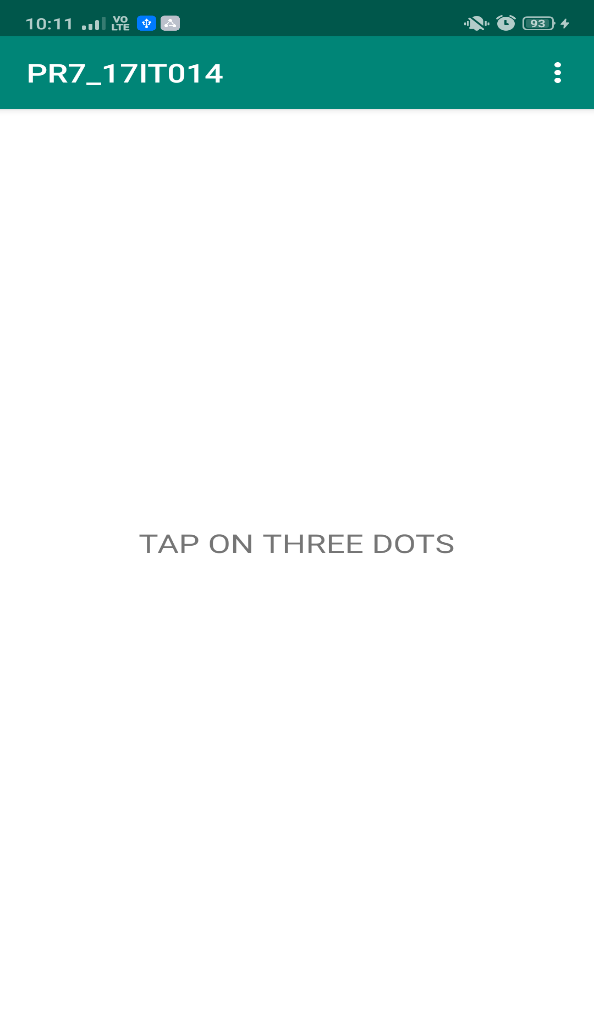 10:11 VO LTE 93
PR7_17IT014
TAP ON THREE DOTS